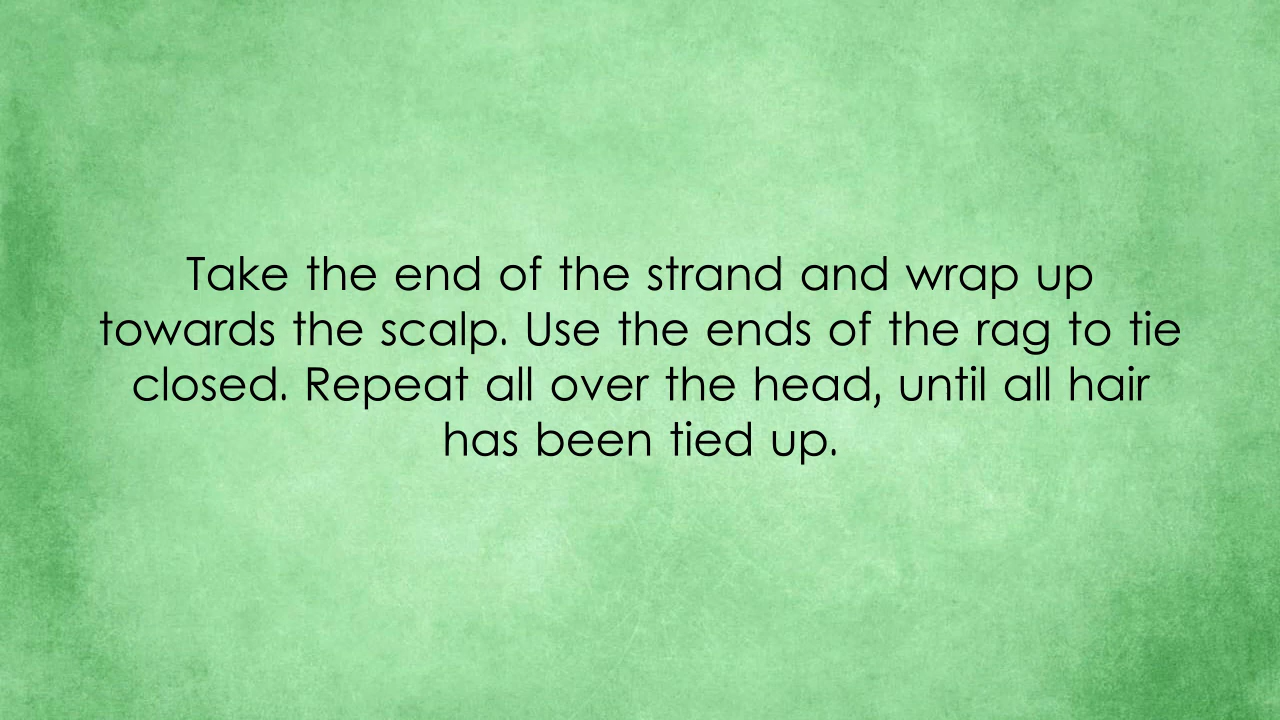 Take the end of the strand and wrap up
towards the scalp. Use the ends of the rag to tie
closed. Repeat all over the head, until all hair
has been tied up.